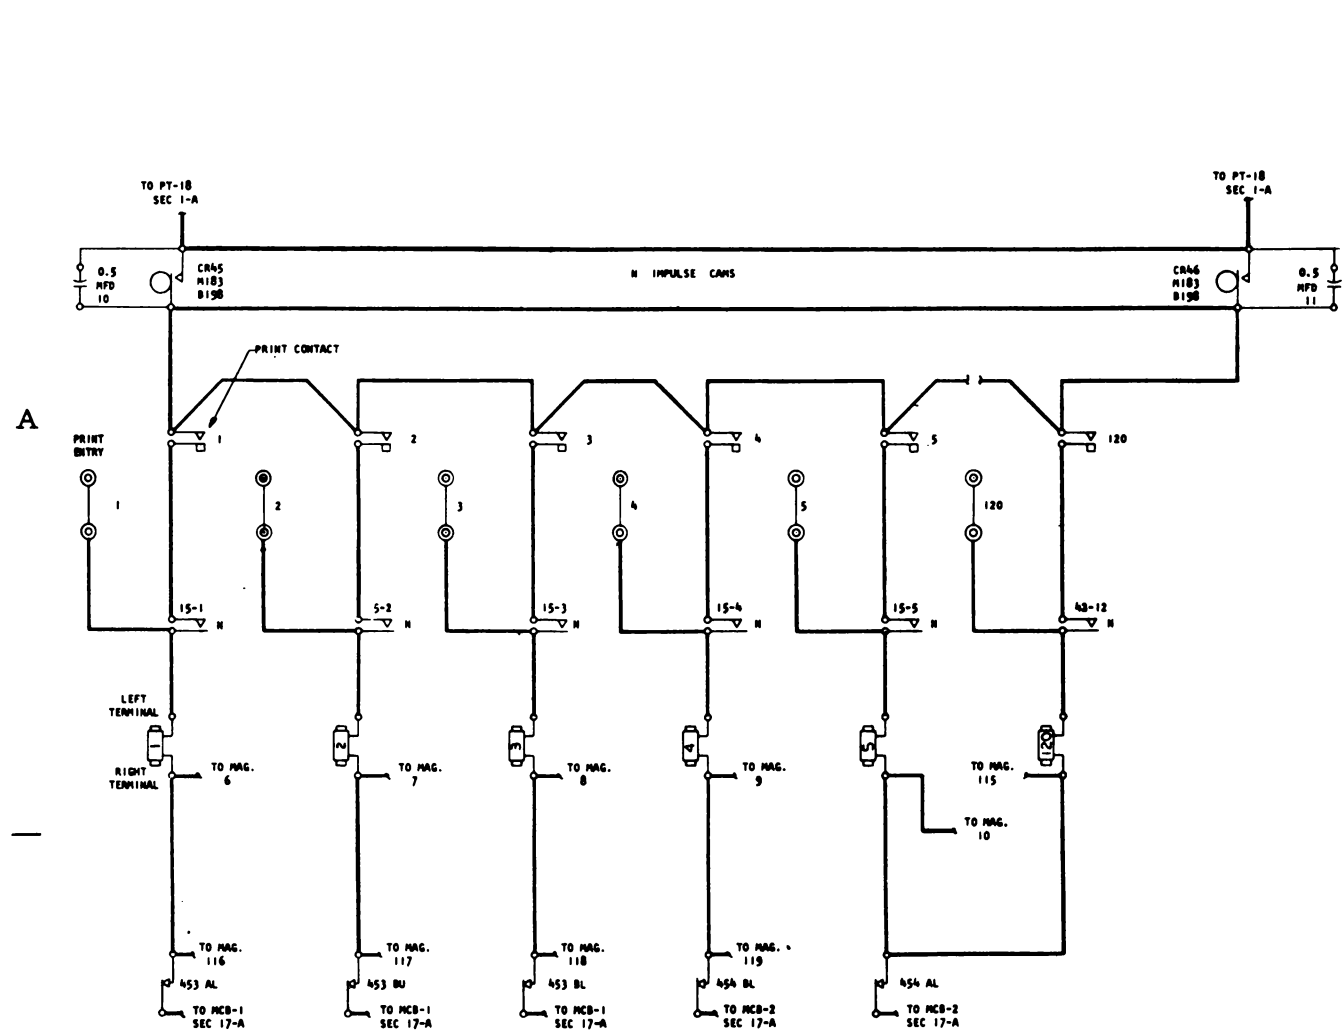 TO PT-18
SEC 1-A
TO PT-18
SEC 1-A
0.5
MFD
10
CR45
M183
B198
N IMPULSE CAMS
CR46
M183
B198
0.5
MFD
11
PRINT CONTACT
A
PRINT
ENTRY
1
2
3
4
5
120
1
2
3
4
5
120
15-1
5-2
15-3
15-4
15-5
43-12
N
N
N
N
N
N
LEFT
TERMINAL
1
2
3
4
5
120
RIGHT
TERMINAL
TO MAG.
6
TO MAG.
7
TO MAG.
8
TO MAG.
9
TO MAG.
115
TO MAG.
10
TO MAG.
116
TO MAG.
117
TO MAG.
118
TO MAG.
119
453 AL
453 BU
453 BL
454 BL
454 AL
TO MCB-1
SEC 17-A
TO MCB-1
SEC 17-A
TO MCB-1
SEC 17-A
TO MCB-2
SEC 17-A
TO MCB-2
SEC 17-A